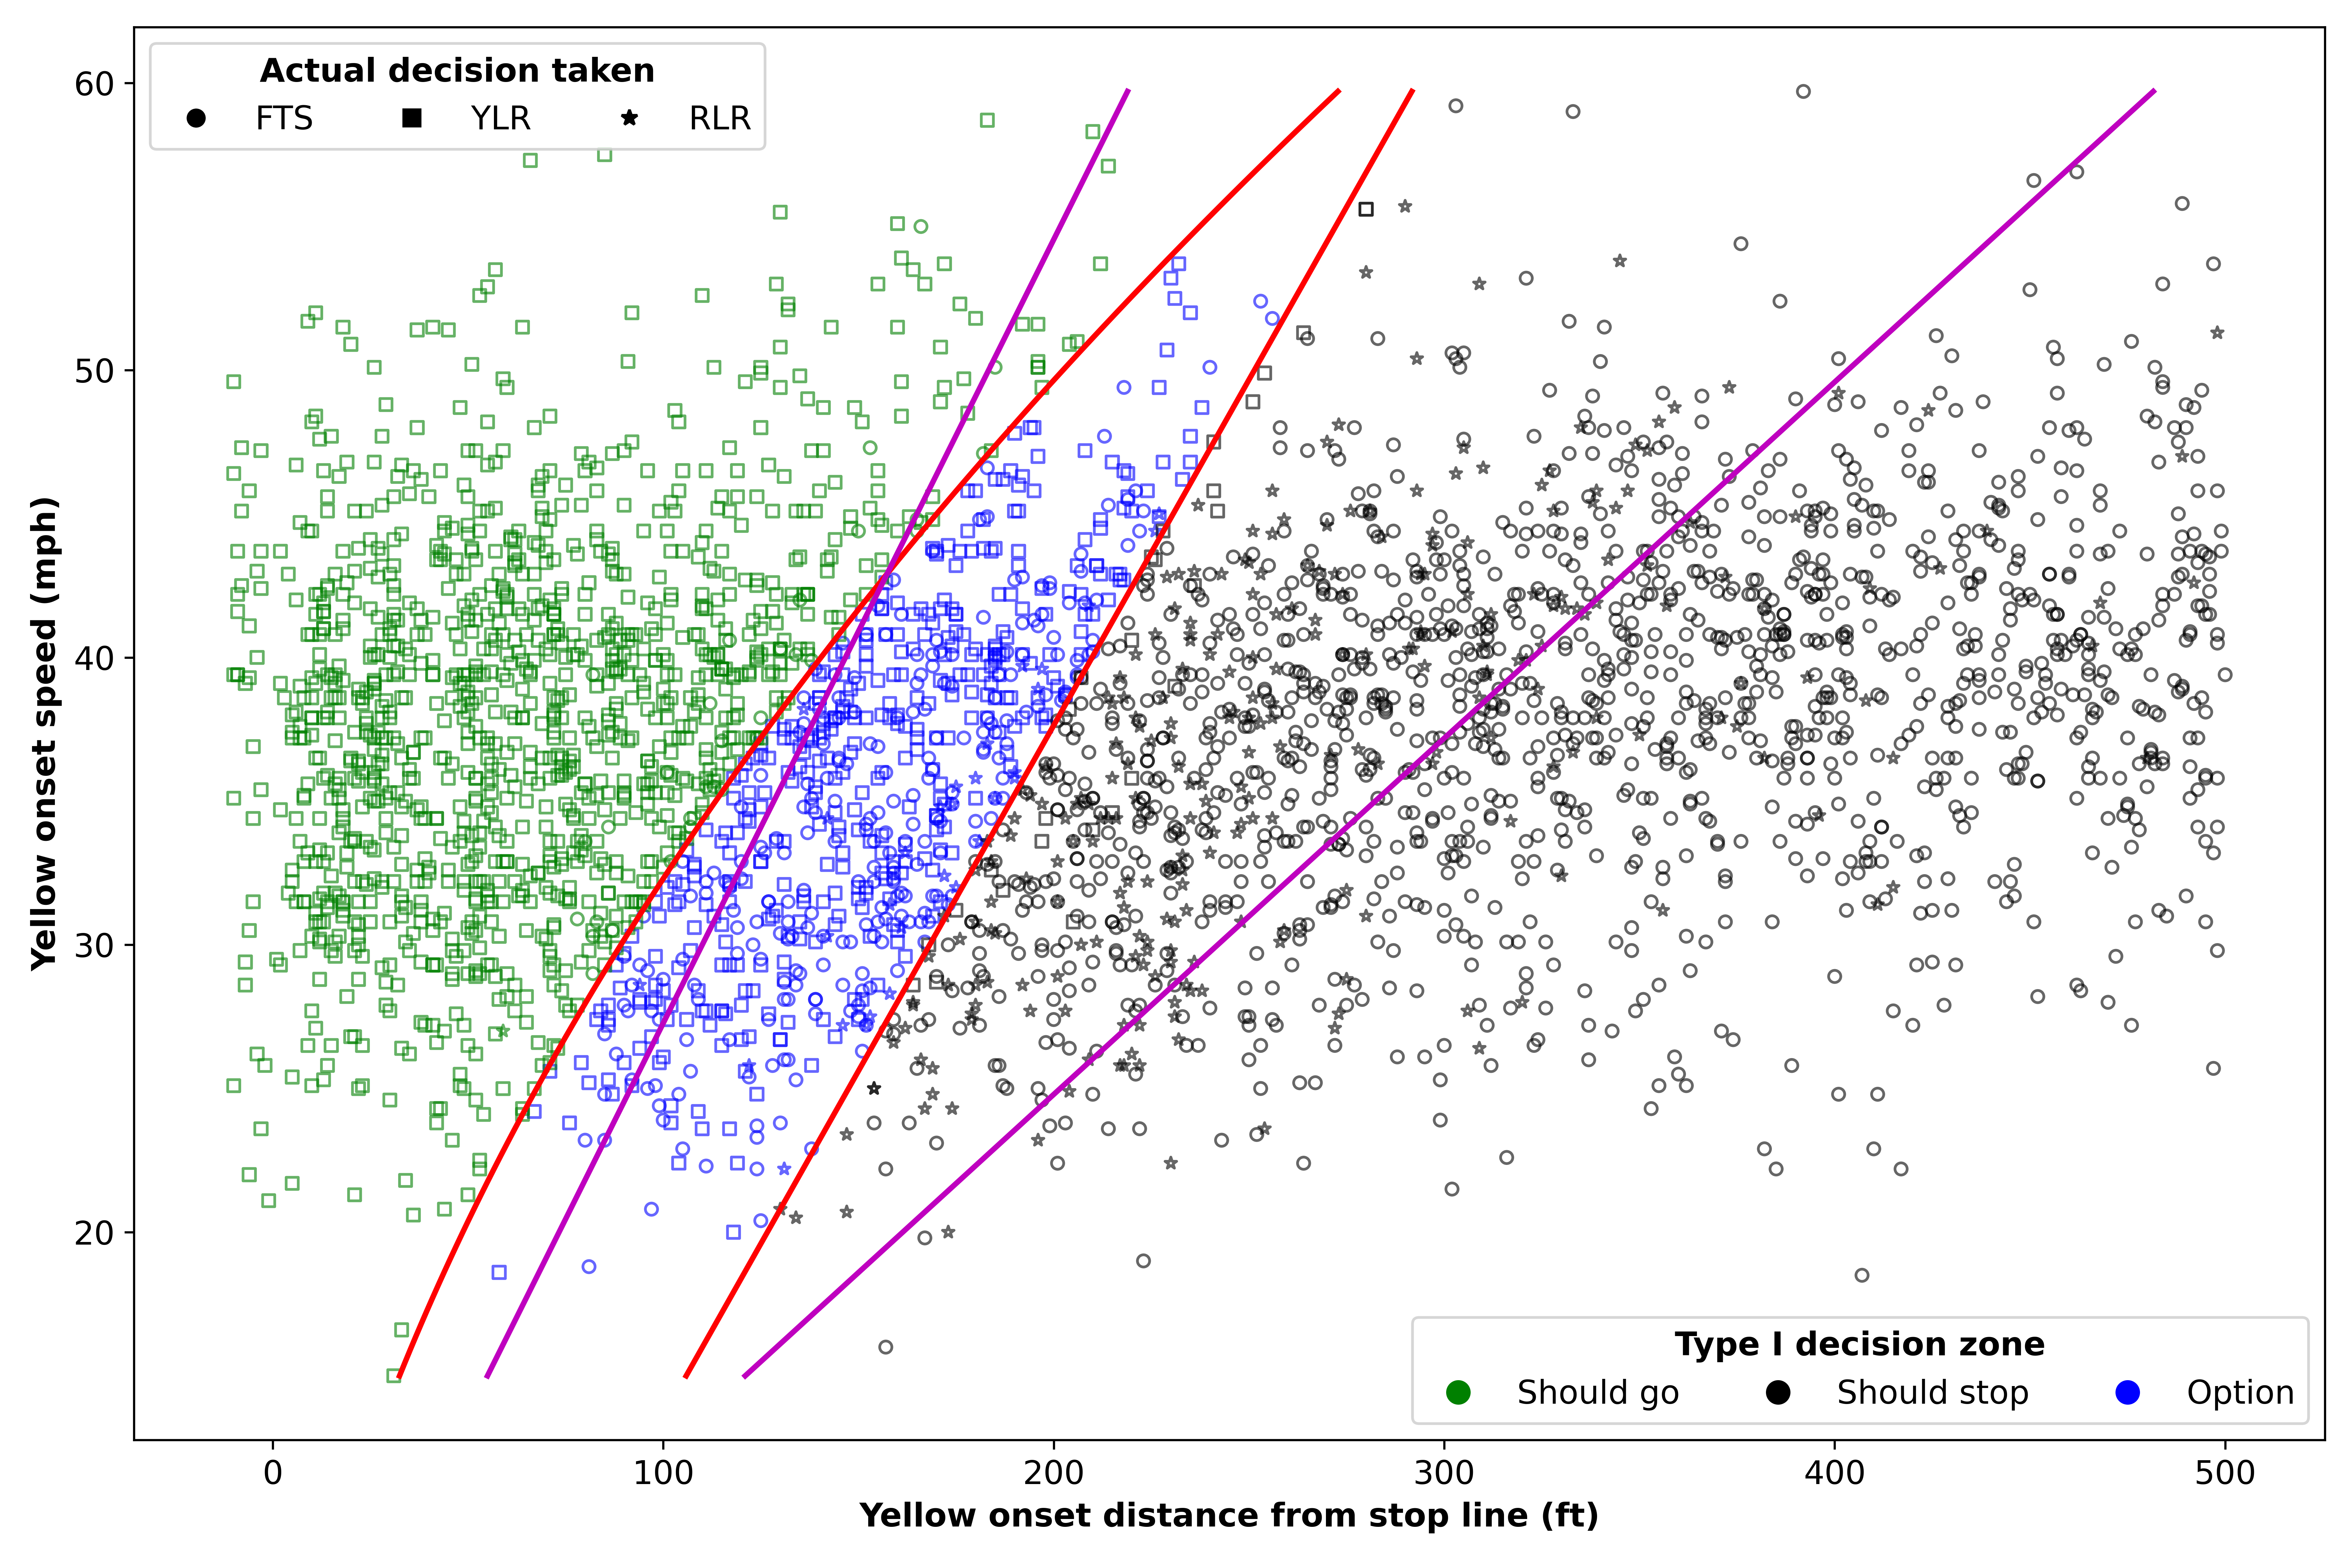 Actual decision taken
FTS YLR RLR
60
50
40
30
20
Yellow onset speed (mph)
Type I decision zone
Should go Should stop Option
0 100 200 300 400 500
Yellow onset distance from stop line (ft)